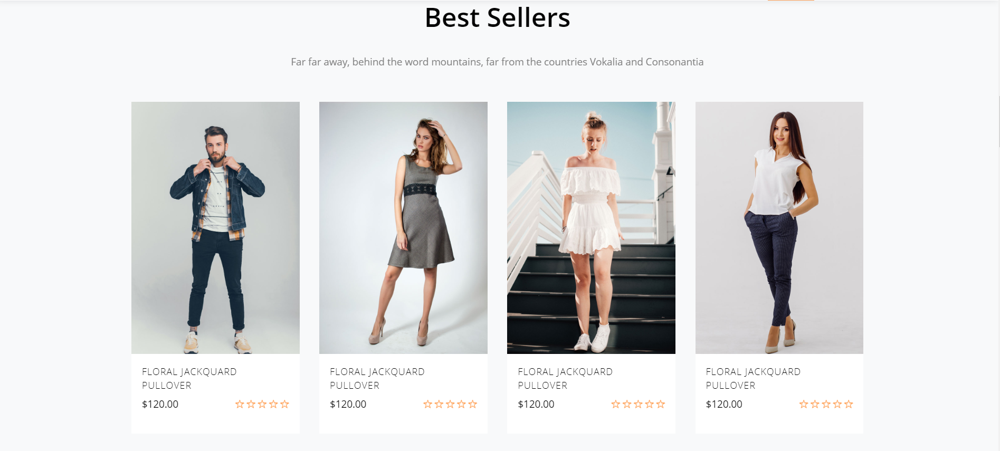 Best Sellers
Far far away, behind the word mountains, far from the countries Vokalia and Consonantia
FLORAL JACKQUARD
PULLOVER
$120.00
FLORAL JACKQUARD
PULLOVER
$120.00
FLORAL JACKQUARD
PULLOVER
$120.00
FLORAL JACKQUARD
PULLOVER
$120.00